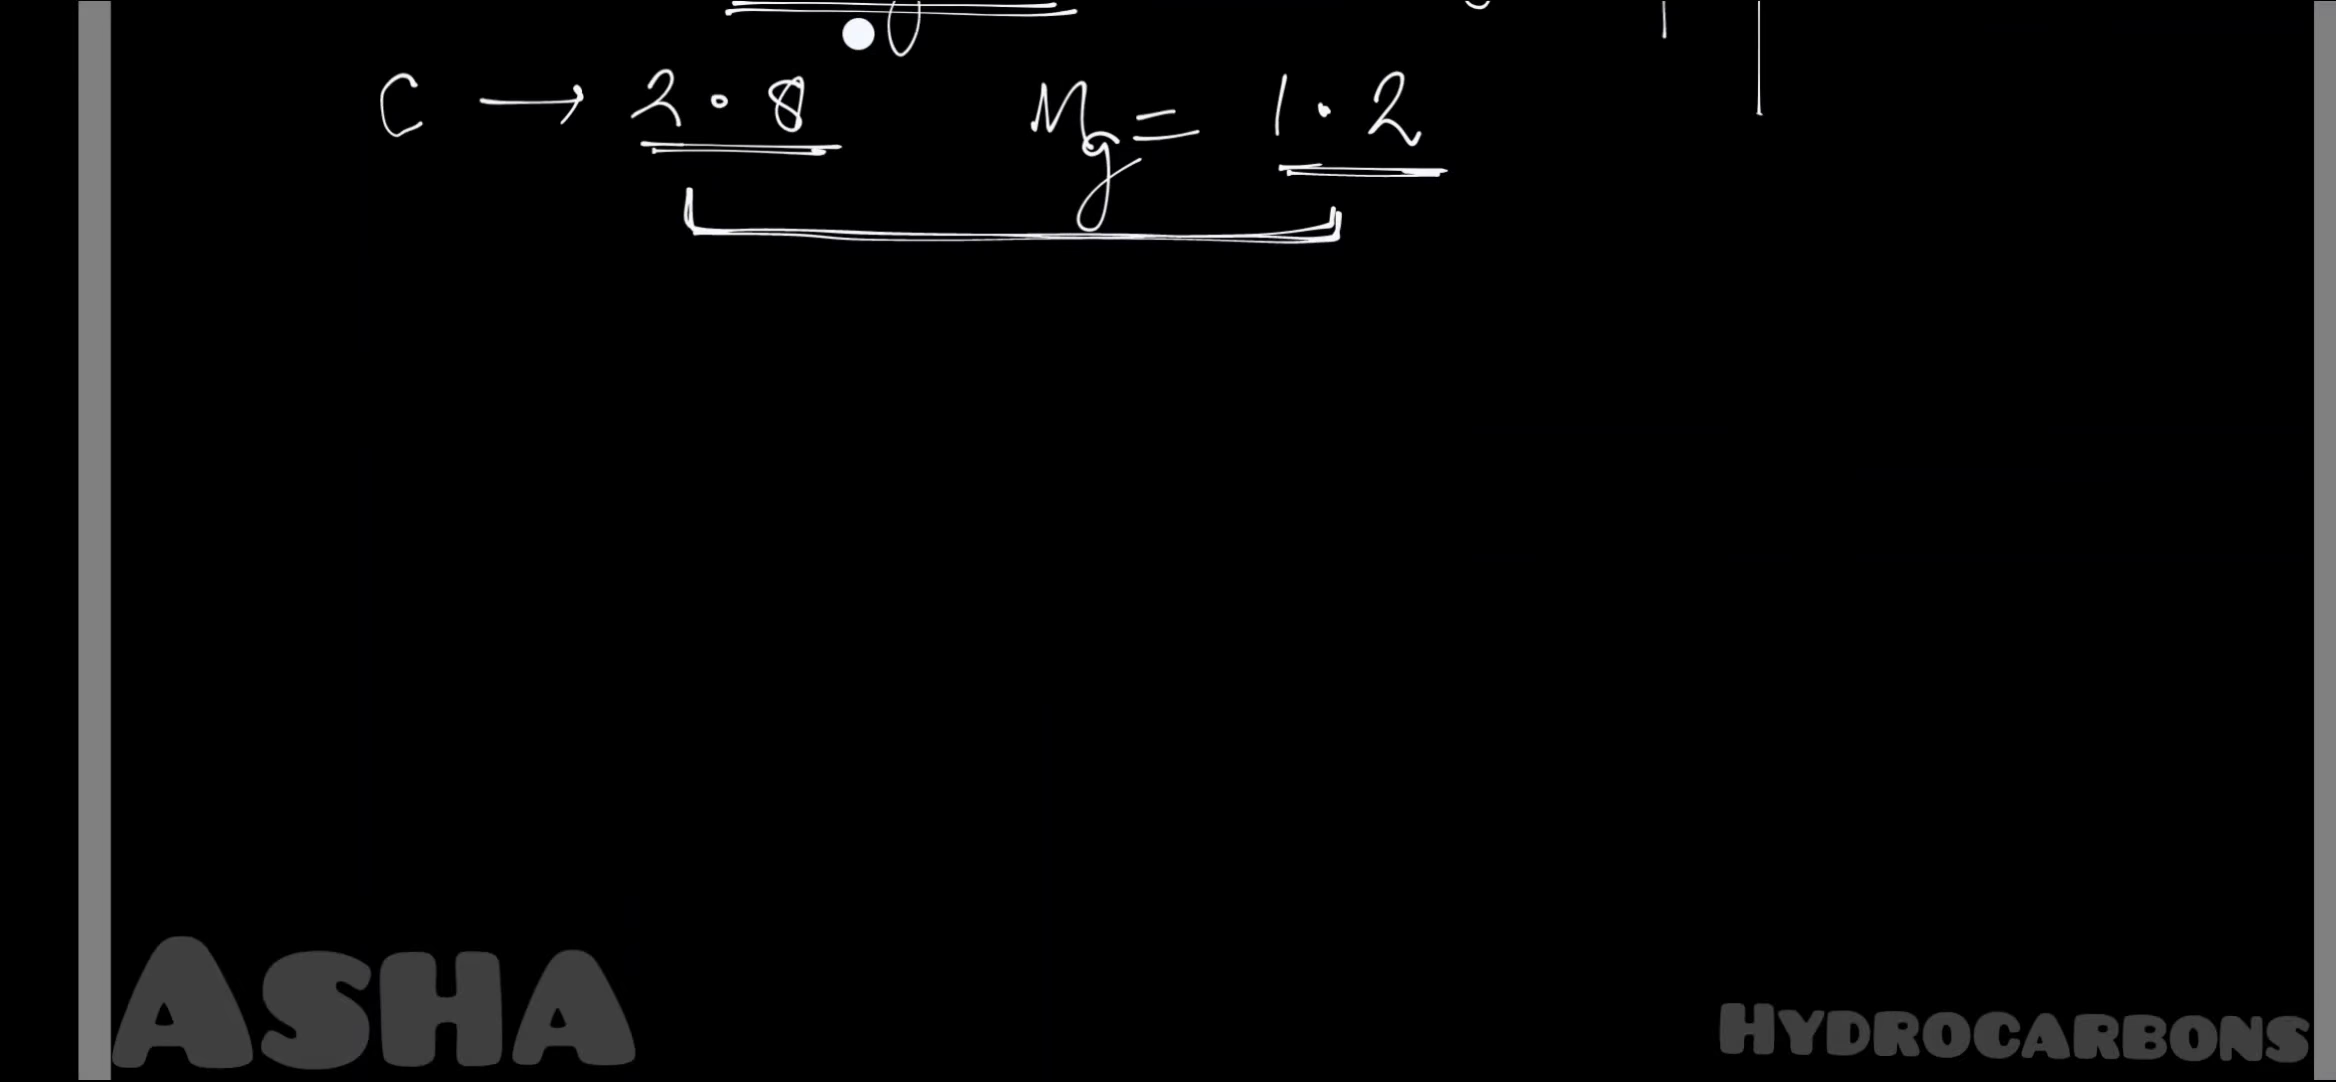 C → 2.8 Mg = 1.2
ASHA
HYDROCARBONS